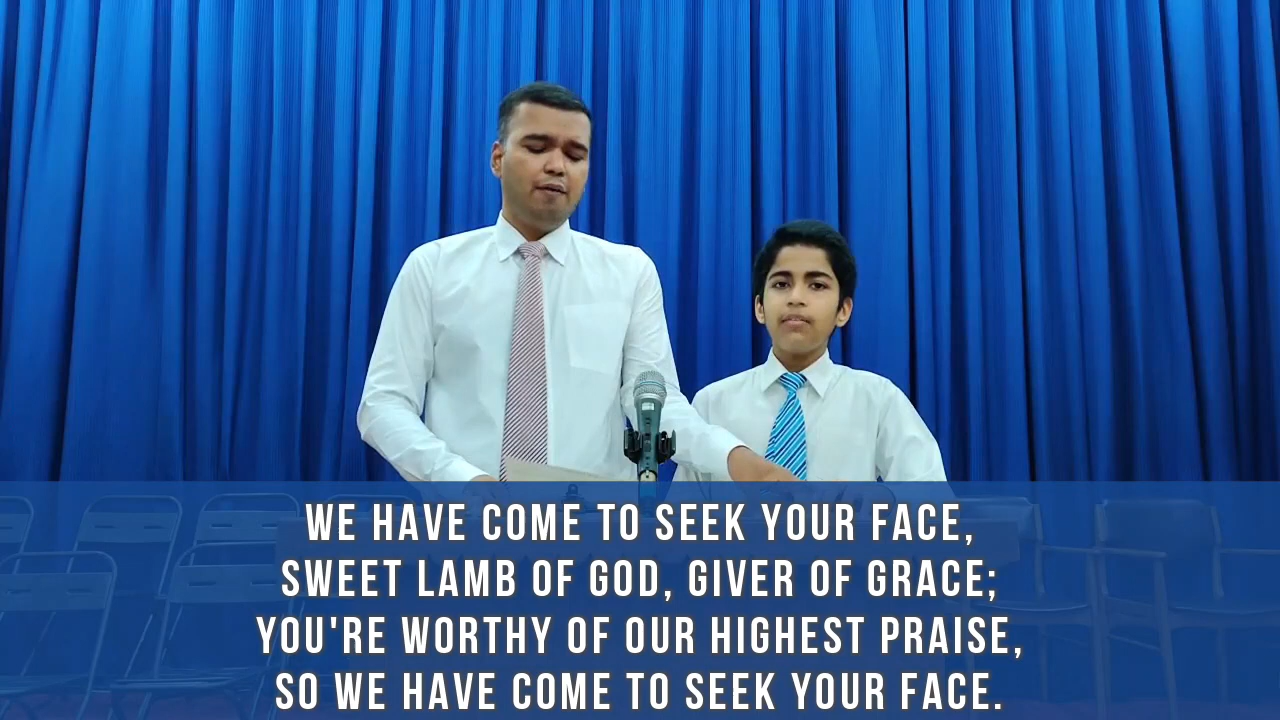 WE HAVE COME TO SEEK YOUR FACE,
SWEET LAMB OF GOD, GIVER OF GRACE;
YOU'RE WORTHY OF OUR HIGHEST PRAISE,
SO WE HAVE COME TO SEEK YOUR FACE.